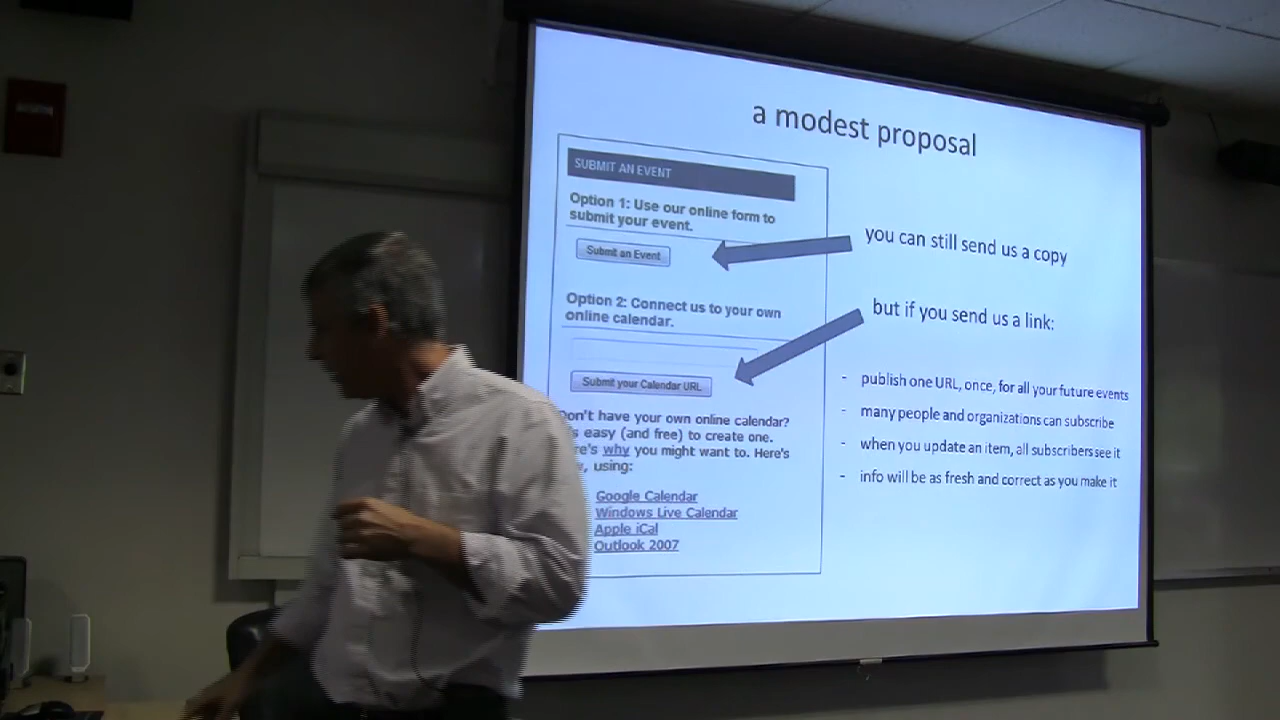 a modest proposal
SUBMIT AN EVENT
Option 1: Use our online form to
submit your event.
Submit an Event
you can still send us a copy
Option 2: Connect us to your own
online calendar.
but if you send us a link:
Submit your Calendar URL
- publish one URL, once, for all your future events
- many people and organizations can subscribe
- when you update an item, all subscribers see it
- info will be as fresh and correct as you make it
on't have your own online calendar?
s easy (and free) to create one.
re's why you might want to. Here's
, using:
Google Calendar
Windows Live Calendar
Apple iCal
Outlook 2007